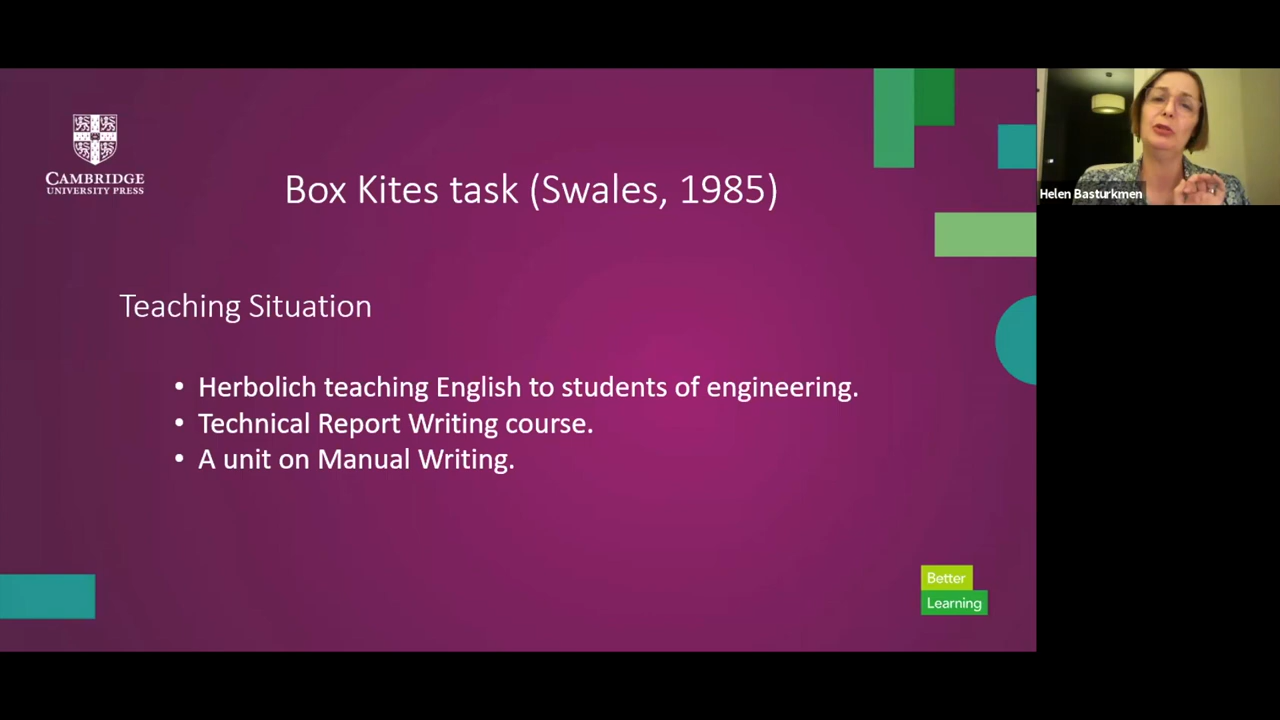 CAMBRIDGE
UNIVERSITY PRESS
Box Kites task (Swales, 1985)
Teaching Situation
• Herbolich teaching English to students of engineering.
• Technical Report Writing course.
• A unit on Manual Writing.
Better
Learning
Helen Basturkmen